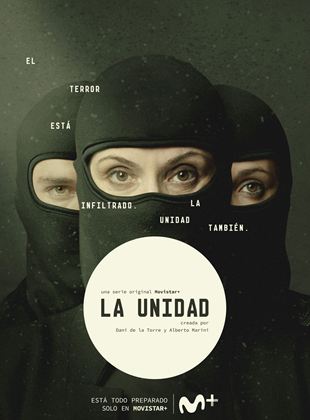 EL
TERROR
ESTÁ
INFILTRADO.
LA
UNIDAD
TAMBIÉN.
una serie original Movistar+
LA UNIDAD
creada por
Dani de la Torre y Alberto Marini
ESTÁ TODO PREPARADO
SOLO EN MOVISTAR+
M+